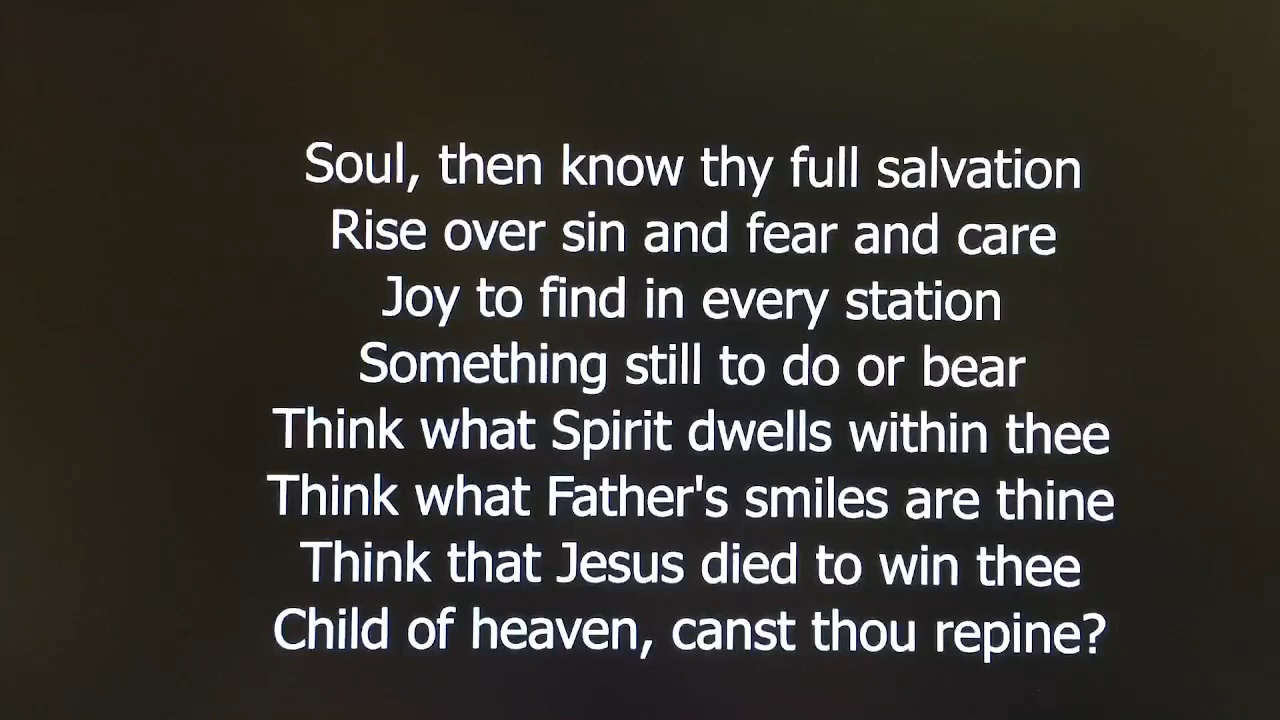 Soul, then know thy full salvation
Rise over sin and fear and care
Joy to find in every station
Something still to do or bear
Think what Spirit dwells within thee
Think what Father's smiles are thine
Think that Jesus died to win thee
Child of heaven, canst thou repine?